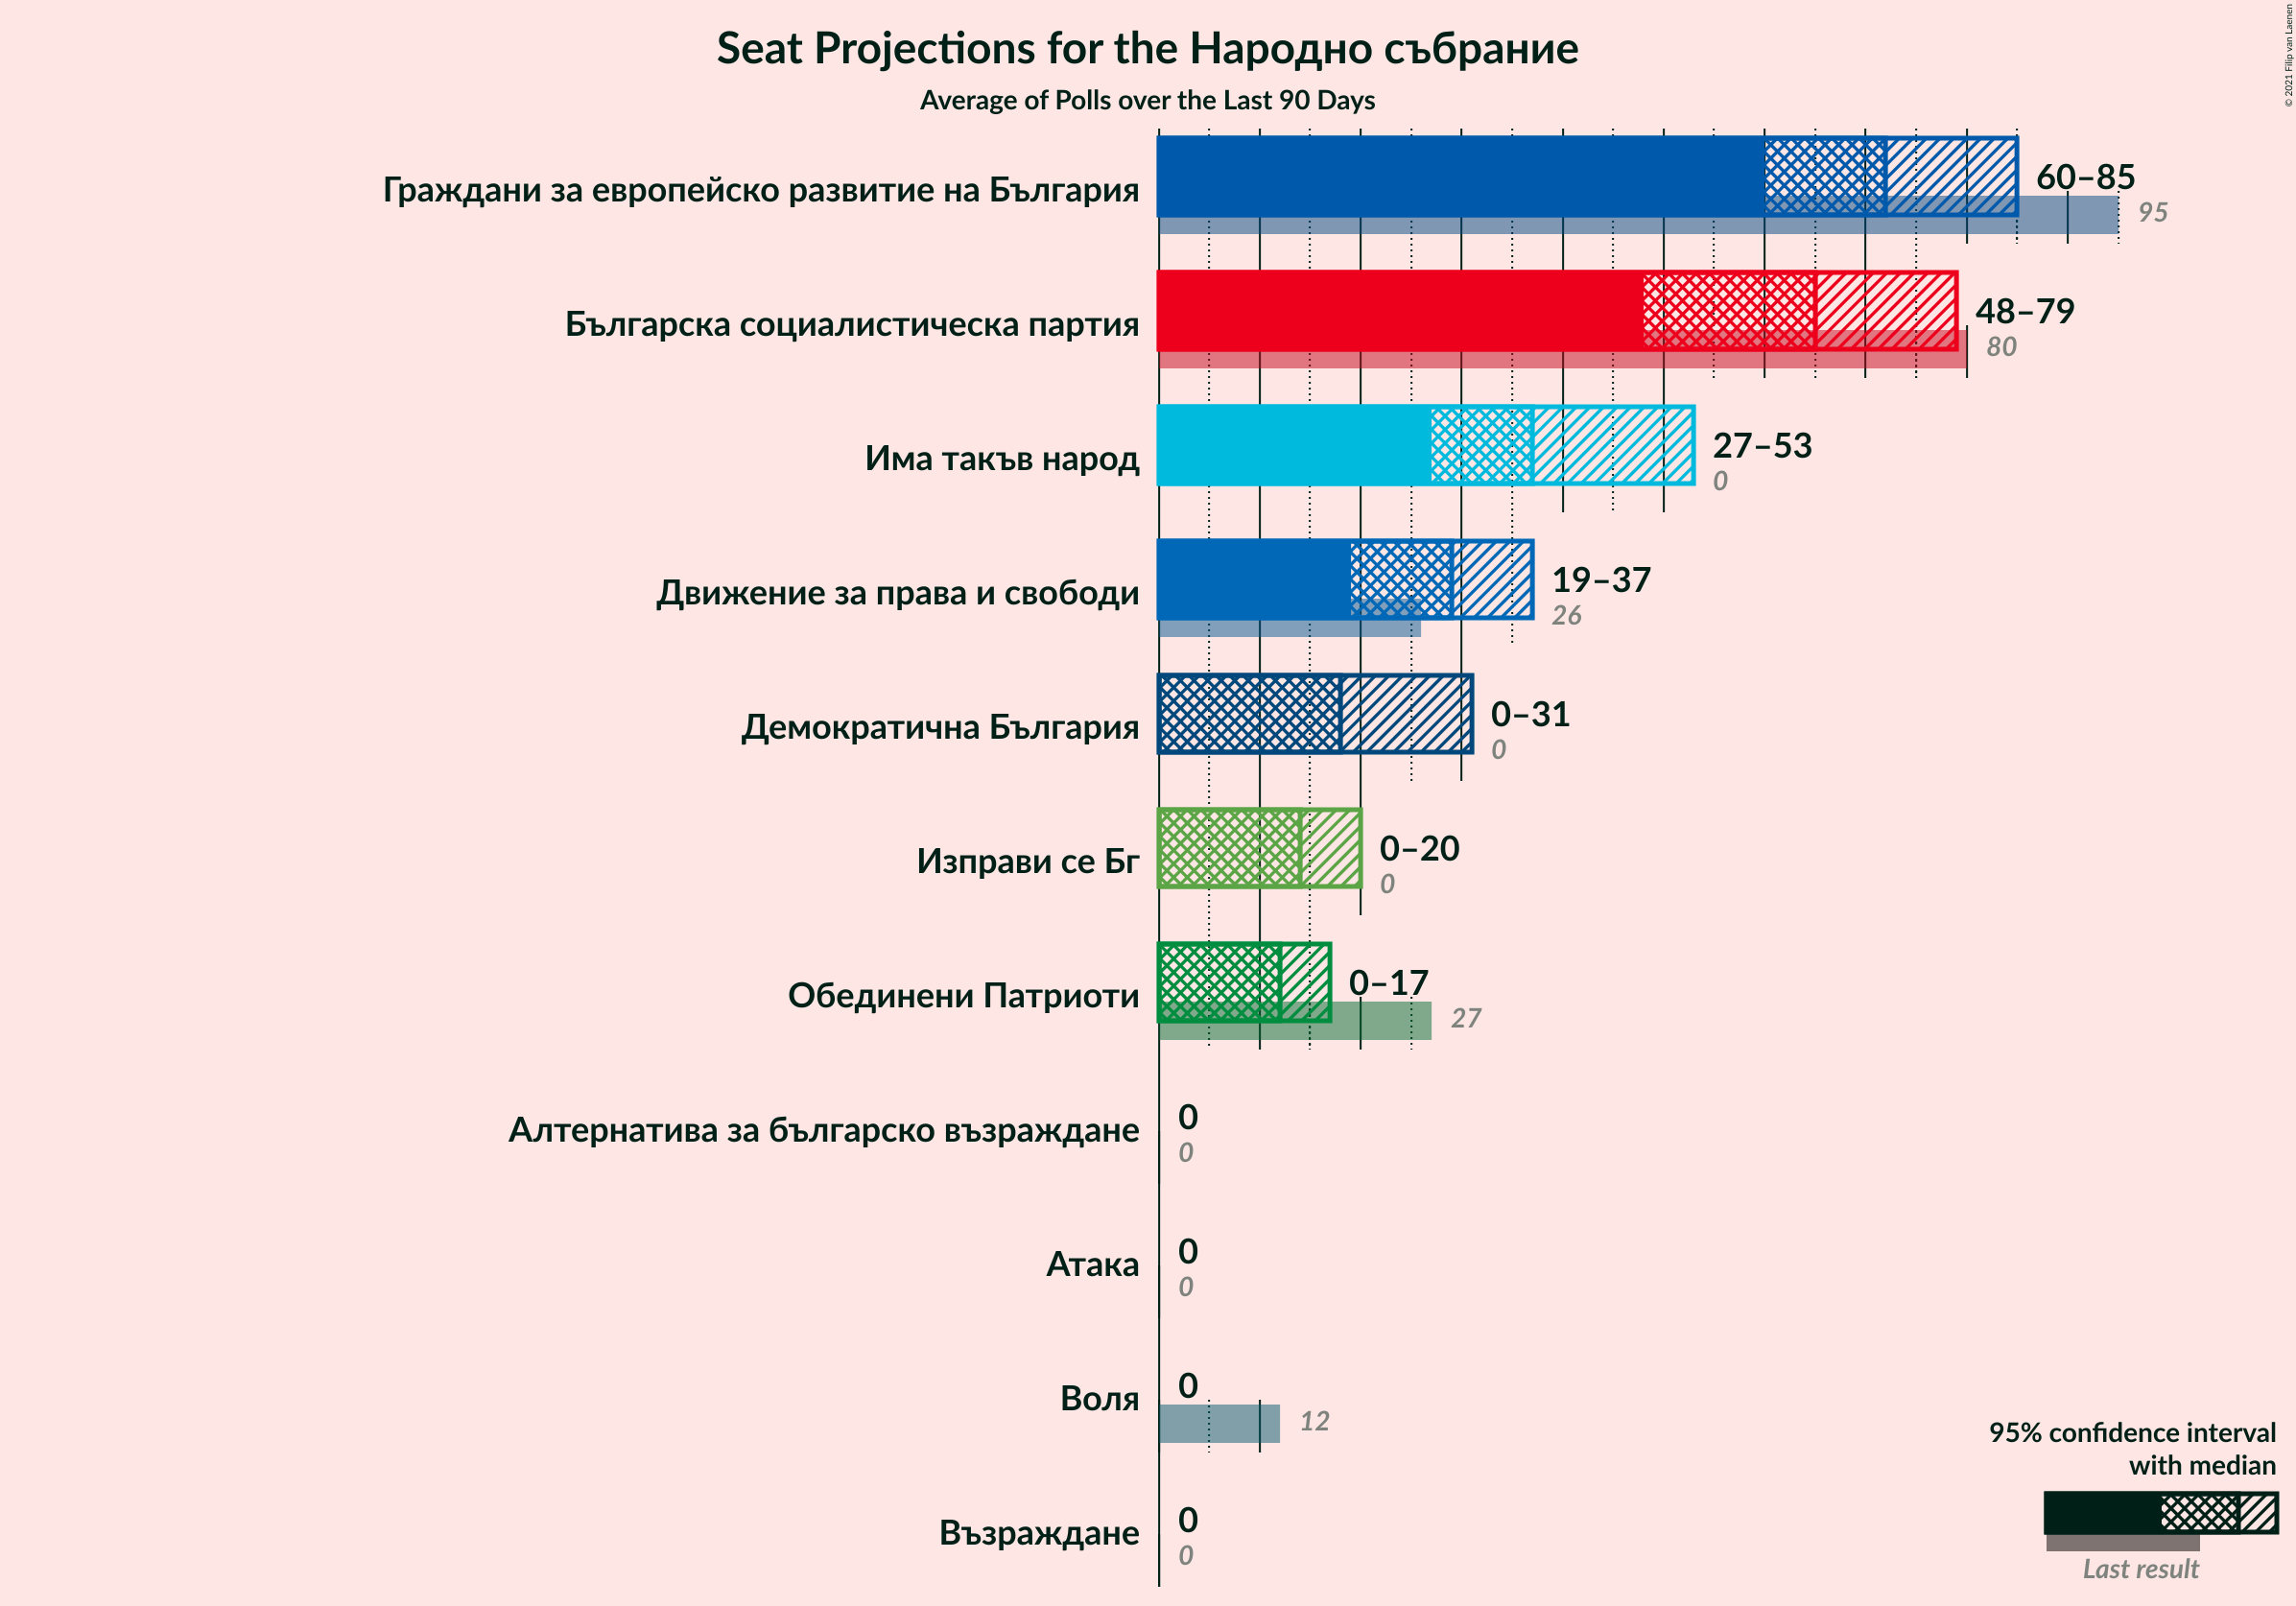 Seat Projections for the Народно събрание
Average of Polls over the Last 90 Days
© 2021 Filip van Laenen
Граждани за европейско развитие на България
60–85
95
Българска социалистическа партия
48–79
80
Има такъв народ
27–53
0
Движение за права и свободи
19–37
26
Демократична България
0–31
0
Изправи се Бг
0–20
0
Обединени Патриоти
0–17
27
Алтернатива за българско възраждане
0
0
Атака
0
0
Воля
0
12
Възраждане
0
0
95% confidence interval
with median
Last result